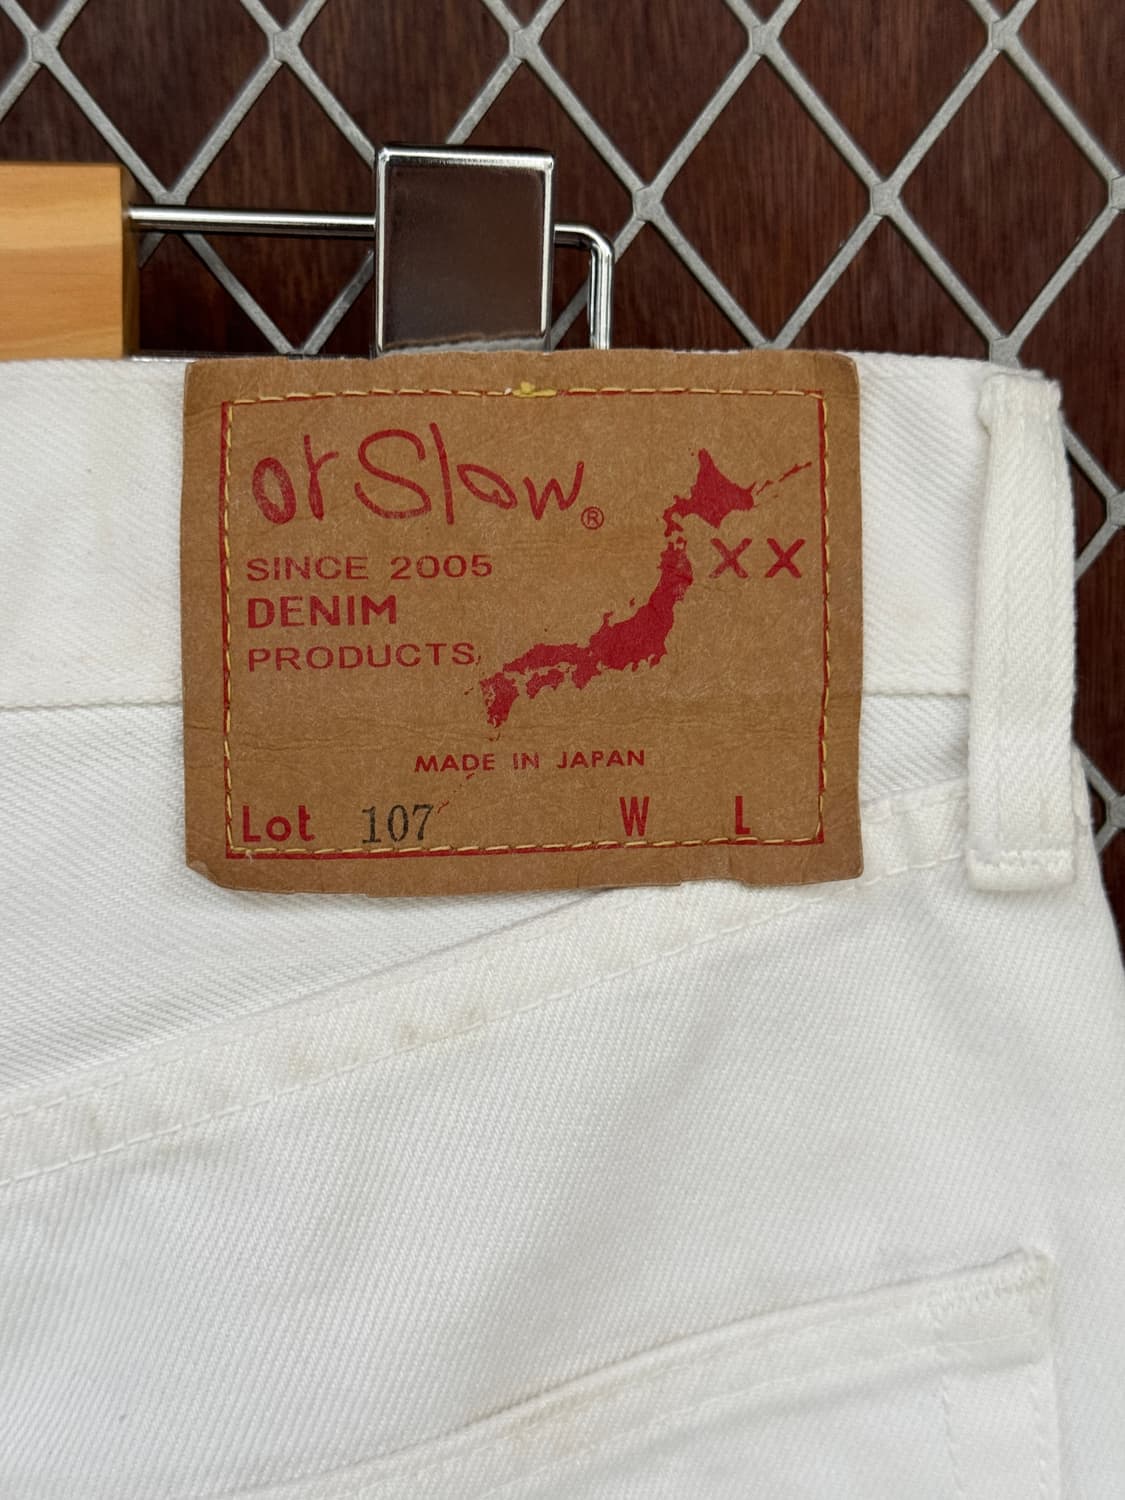 orSlow®
SINCE 2005
XX
DENIM
PRODUCTS
MADE IN JAPAN
Lot 107 W L